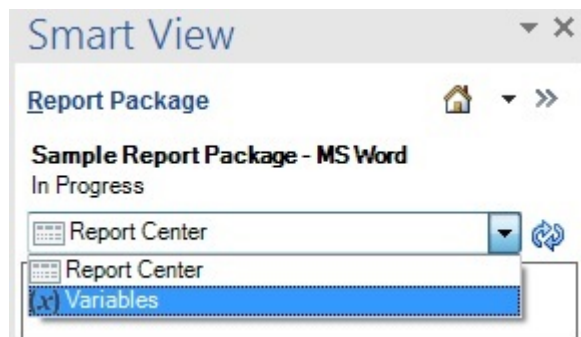 Smart View
Report Package
Sample Report Package - MS Word
In Progress
Report Center
Report Center
(x) Variables